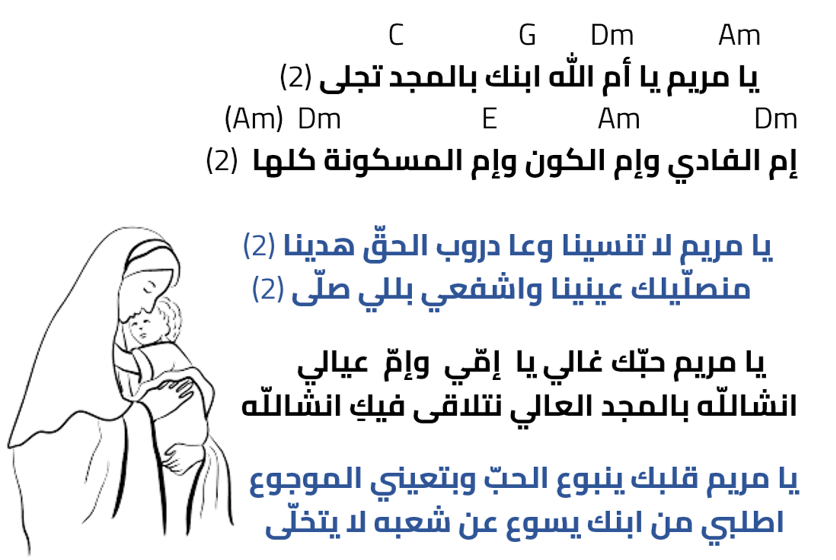 C G Dm Am
يا مريم يا أم الله ابنك بالمجد تجلى (2)
(Am) Dm E Am Dm
إم الفادي وإم الكون وإم المسكونة كلها (2)
يا مريم لا تنسينا وعا دروب الحقّ هدينا (2)
منصلّيلك عينينا واشفعي بللي صلّى (2)
يا مريم حبّك غالي يا إمّي وإمّ عيالي
انشاللّه بالمجد العالي نتلاقى فيكِ انشاللّه
يا مريم قلبك ينبوع الحبّ وبتعيني الموجوع
اطلبي من ابنك يسوع عن شعبه لا يتخلّى